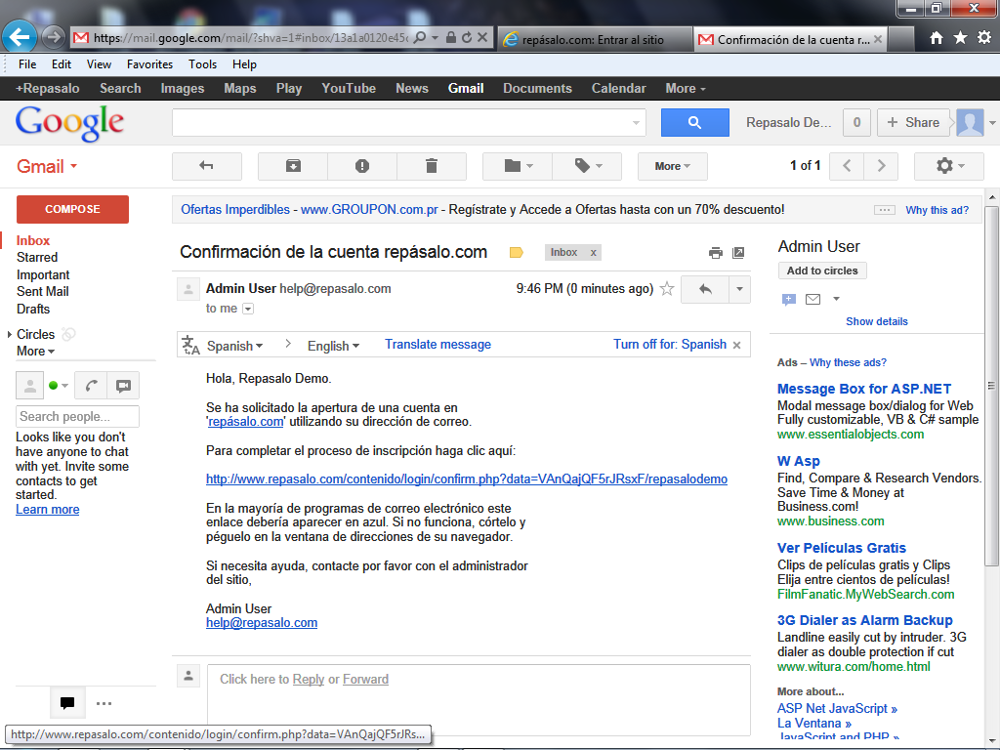 https://mail.google.com/mail/?shva=1#inbox/13a1a0120e45
repásalo.com: Entrar al sitio
Confirmación de la cuenta r...
File Edit View Favorites Tools Help
+Repasalo Search Images Maps Play YouTube News Gmail Documents Calendar More
Google
Repasalo De... 0 + Share
Gmail
More
1 of 1
COMPOSE
Inbox
Starred
Important
Sent Mail
Drafts
Circles
More
Search people...
Looks like you don't
have anyone to chat
with yet. Invite some
contacts to get
started.
Learn more
Ofertas Imperdibles - www.GROUPON.com.pr - Regístrate y Accede a Ofertas hasta con un 70% descuento!
Why this ad?
Confirmación de la cuenta repásalo.com
Inbox x
Admin User help@repasalo.com
9:46 PM (0 minutes ago)
to me
Spanish > English Translate message Turn off for: Spanish x
Hola, Repasalo Demo.
Se ha solicitado la apertura de una cuenta en
'repásalo.com' utilizando su dirección de correo.
Para completar el proceso de inscripción haga clic aquí:
http://www.repasalo.com/contenido/login/confirm.php?data=VAnQajQF5rJRsxF/repasalodemo
En la mayoría de programas de correo electrónico este
enlace debería aparecer en azul. Si no funciona, córtelo y
péguelo en la ventana de direcciones de su navegador.
Si necesita ayuda, contacte por favor con el administrador
del sitio,
Admin User
help@repasalo.com
Click here to Reply or Forward
Admin User
Add to circles
Show details
Ads – Why these ads?
Message Box for ASP.NET
Modal message box/dialog for Web
Fully customizable, VB & C# sample
www.essentialobjects.com
W Asp
Find, Compare & Research Vendors.
Save Time & Money at
Business.com!
www.business.com
Ver Películas Gratis
Clips de películas gratis y Clips
Elija entre cientos de películas!
FilmFanatic.MyWebSearch.com
3G Dialer as Alarm Backup
Landline easily cut by intruder. 3G
dialer as double protection if cut
www.witura.com/home.html
More about...
ASP Net JavaScript »
La Ventana »
JavaScript and PHP »
http://www.repasalo.com/contenido/login/confirm.php?data=VAnQajQF5rJRs...